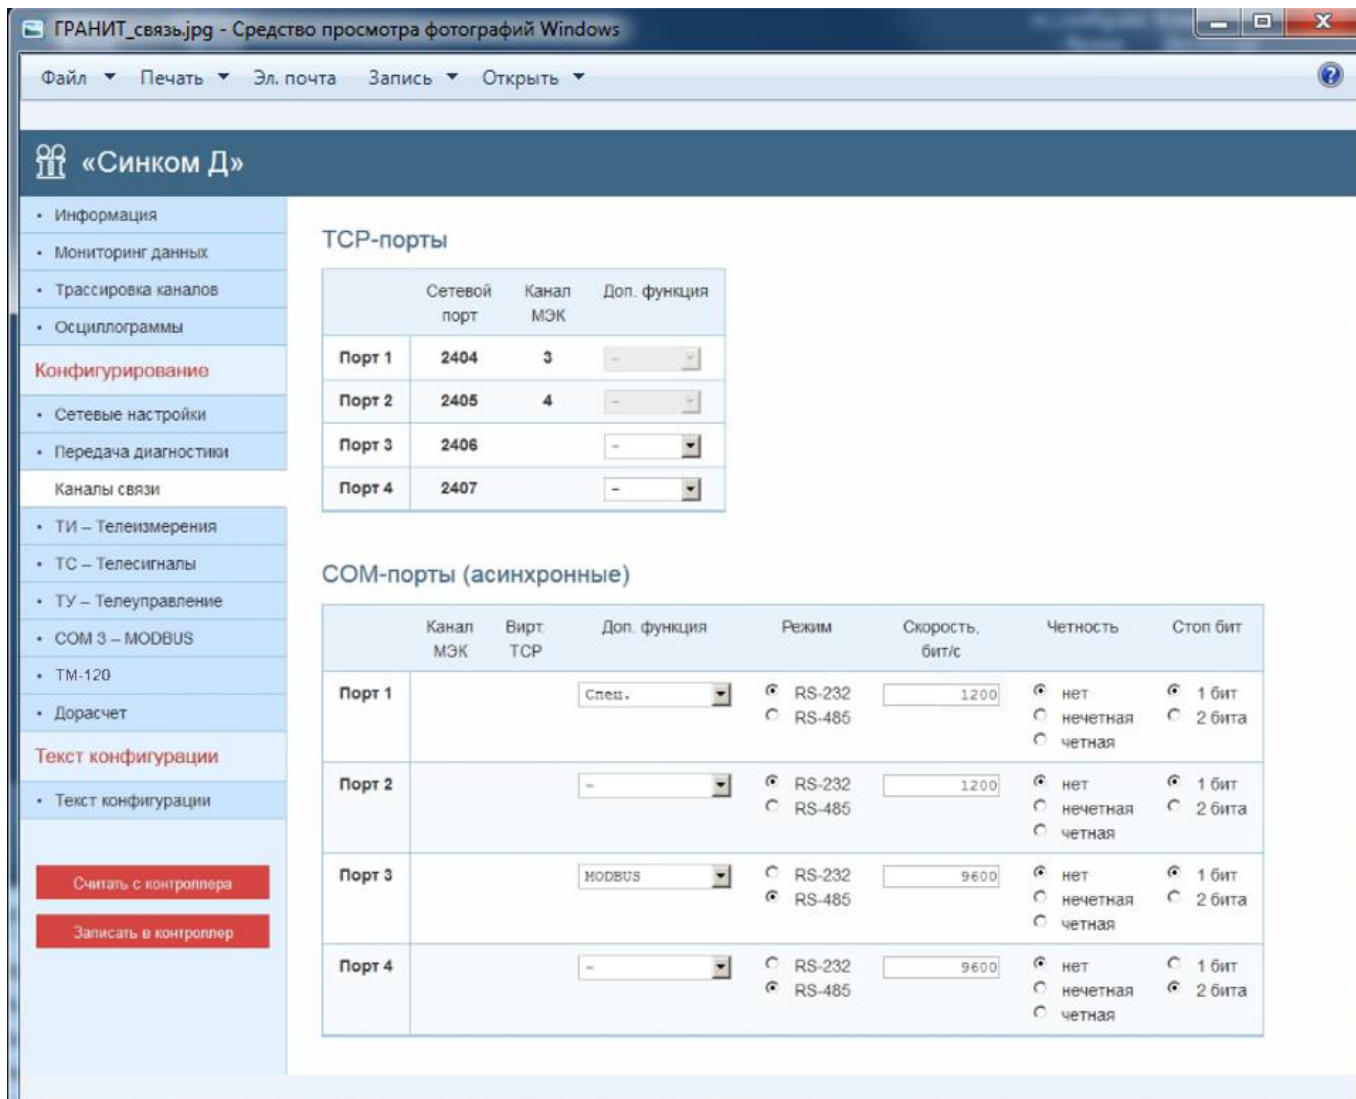 ГРАНИТ_связь.jpg - Средство просмотра фотографий Windows
Файл Печать Эл. почта Запись Открыть
«Синком Д»
Информация
Мониторинг данных
Трассировка каналов
Осциллограммы
Конфигурирование
Сетевые настройки
Передача диагностики
Каналы связи
ТИ – Телеизмерения
ТС – Телесигналы
ТУ – Телеуправление
COM 3 – MODBUS
ТМ-120
Дорасчет
Текст конфигурации
Текст конфигурации
Считать с контроллера
Записать в контроллер
TCP-порты
Сетевой порт Канал МЭК Доп. функция
Порт 1 2404 3 –
Порт 2 2405 4 –
Порт 3 2406 –
Порт 4 2407 –
COM-порты (асинхронные)
Канал МЭК Вирт. TCP Доп. функция Режим Скорость, бит/с Четность Стоп бит
Порт 1 Спец. RS-232 1200 нет 1 бит
RS-485 нечетная 2 бита
четная
Порт 2 – RS-232 1200 нет 1 бит
RS-485 нечетная 2 бита
четная
Порт 3 MODBUS RS-232 9600 нет 1 бит
RS-485 нечетная 2 бита
четная
Порт 4 – RS-232 9600 нет 1 бит
RS-485 нечетная 2 бита
четная